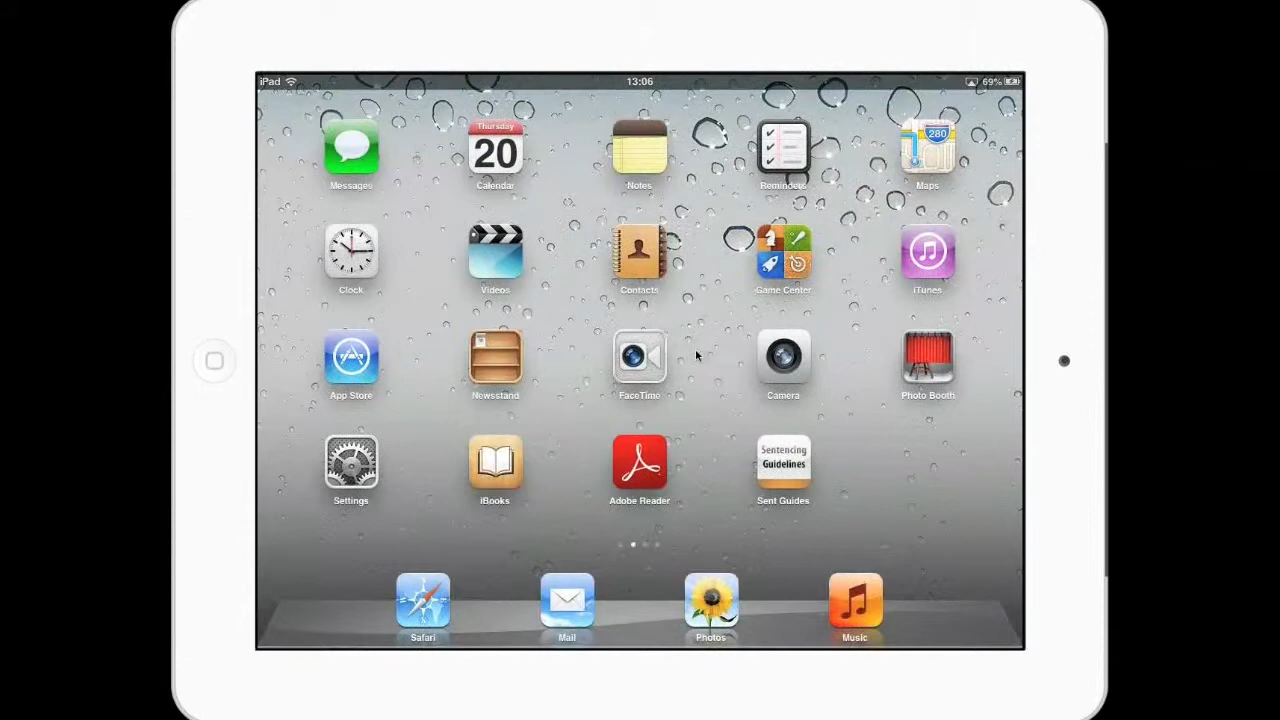 iPad 13:06 69%
Thursday
20
280
Messages Calendar Notes Reminders Maps
Clock Videos Contacts Game Center iTunes
App Store Newsstand FaceTime Camera Photo Booth
Sentencing
Guidelines
Settings iBooks Adobe Reader Sent Guides
Safari Mail Photos Music